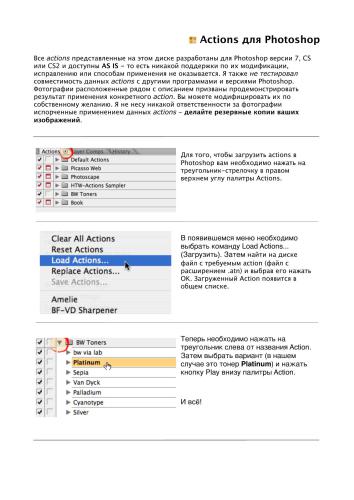 Actions для Photoshop
Все actions представленные на этом диске разработаны для Photoshop версии 7, CS
или CS2 и доступны AS IS – то есть никакой поддержки по их модификации,
исправлению или способам применения не оказывается. Я также не тестировал
совместимость данных actions с другими программами и версиями Photoshop.
Фотографии расположенные рядом с описанием призваны продемонстрировать
результат применения конкретного action. Вы можете модифицировать их по
собственному желанию. Я не несу никакой ответственности за фотографии
испорченные применением данных actions – делайте резервные копии ваших
изображений.
Actions
Layer Comps
History
Default Actions
Picasso Web
Photoscape
HTW-Actions Sampler
BW Toners
Book
Для того, чтобы загрузить actions в
Photoshop вам необходимо нажать на
треугольник-стрелочку в правом
верхнем углу палитры Actions.
Clear All Actions
Reset Actions
Load Actions...
Replace Actions...
Save Actions...
Amelie
BF-VD Sharpener
В появившемся меню необходимо
выбрать команду Load Actions...
(Загрузить). Затем найти на диске
файл с требуемым action (файл с
расширением .atn) и выбрав его нажать
OK. Загруженный Action появится в
общем списке.
BW Toners
bw via lab
Platinum
Sepia
Van Dyck
Palladium
Cyanotype
Silver
Теперь необходимо нажать на
треугольник слева от названия Action.
Затем выбрать вариант (в нашем
случае это тонер Platinum) и нажать
кнопку Play внизу палитры Action.
И всё!